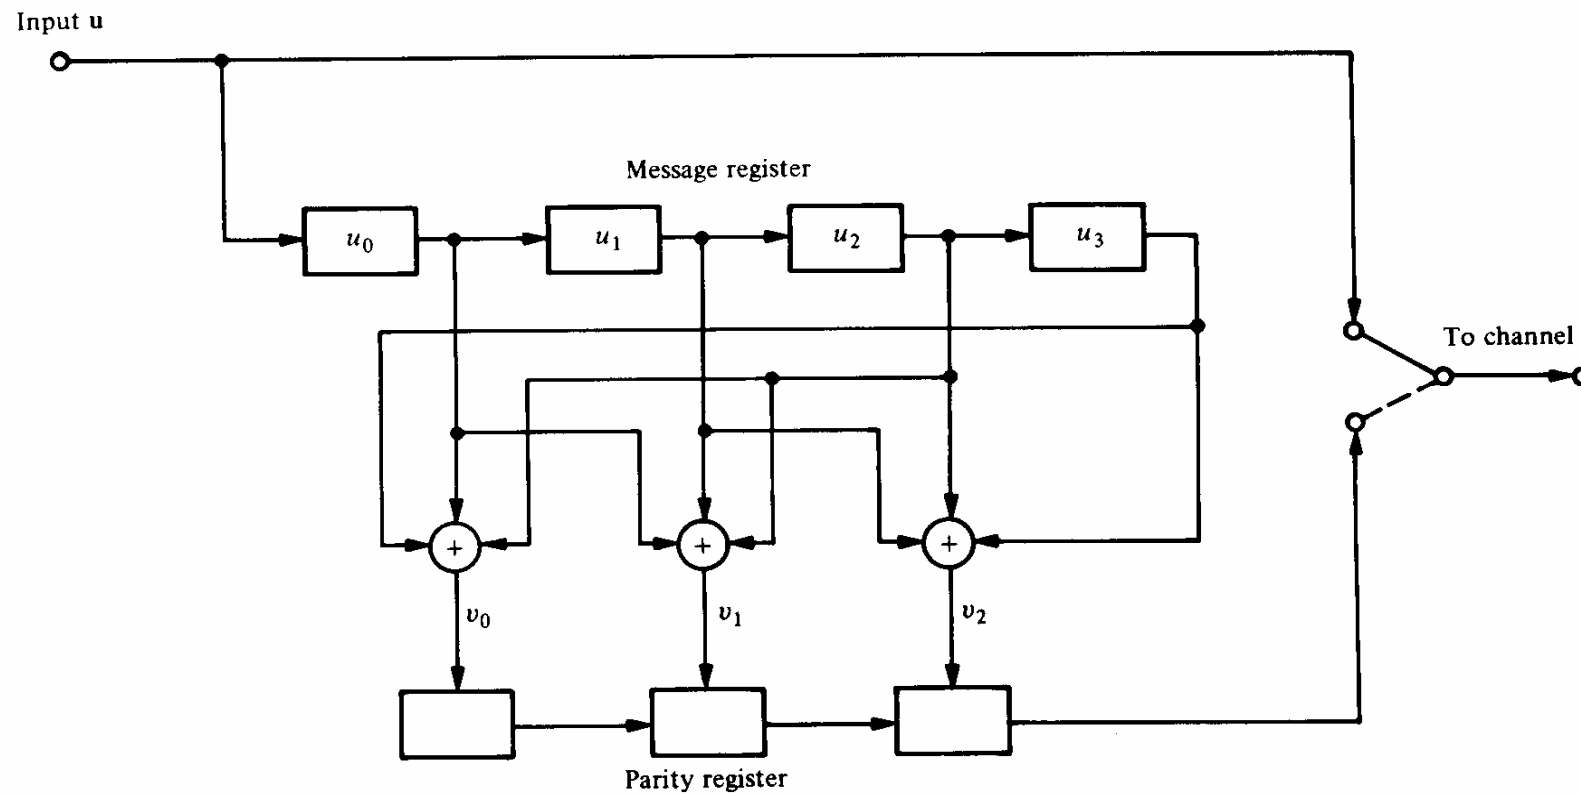 Input u
Message register
u₀
u₁
u₂
u₃
To channel
+
+
+
v₀
v₁
v₂
Parity register